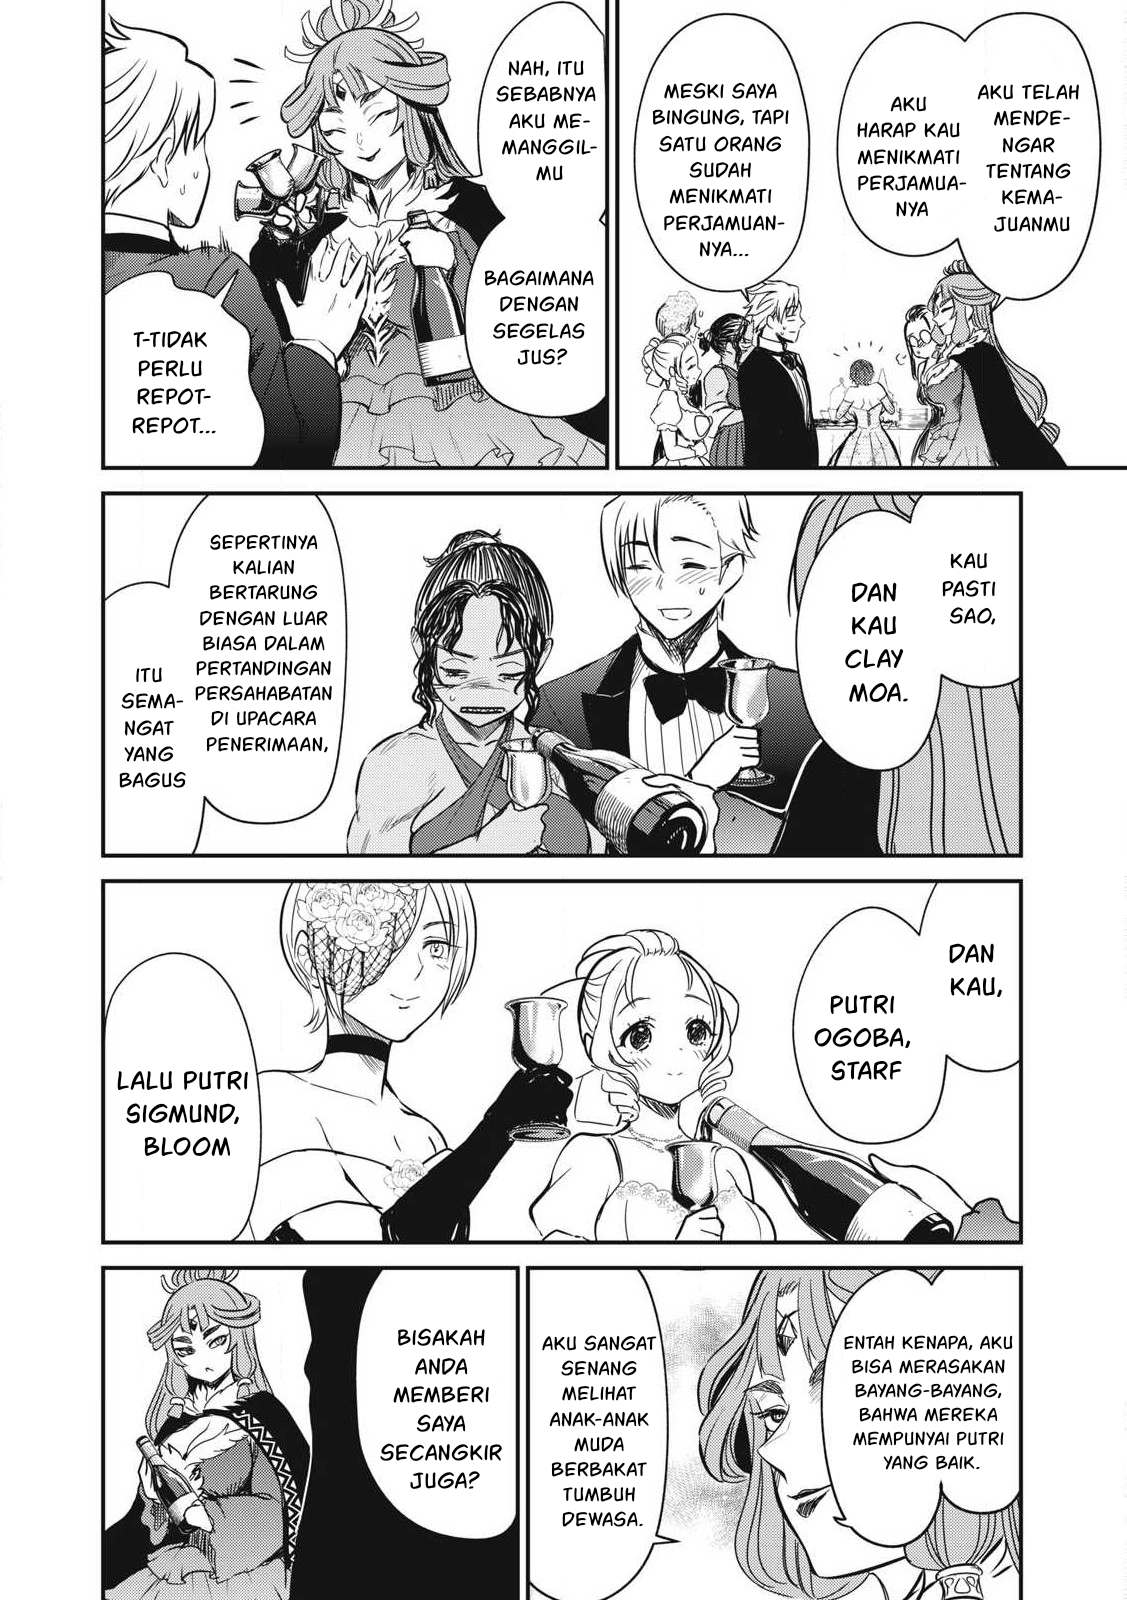 AKU TELAH
MENDE-
NGAR
TENTANG
KEMA-
JUANMU
AKU
HARAP KAU
MENIKMATI
PERJAMUA-
NYA
MESKI SAYA
BINGUNG, TAPI
SATU ORANG
SUDAH
MENIKMATI
PERJAMUAN-
NYA...
NAH, ITU
SEBABNYA
AKU ME-
MANGGIL-
MU
BAGAIMANA
DENGAN
SEGELAS
JUS?
T-TIDAK
PERLU
REPOT-
REPOT...
KAU
PASTI
SAO,
DAN
KAU
CLAY
MOA.
SEPERTINYA
KALIAN
BERTARUNG
DENGAN LUAR
BIASA DALAM
PERTANDINGAN
PERSAHABATAN
DI UPACARA
PENERIMAAN,
ITU
SEMA-
NGAT
YANG
BAGUS
DAN
KAU,
PUTRI
OGOBA,
STARF
LALU PUTRI
SIGMUND,
BLOOM
ENTAH KENAPA, AKU
BISA MERASAKAN
BAYANG-BAYANG,
BAHWA MEREKA
MEMPUNYAI PUTRI
YANG BAIK.
AKU SANGAT
SENANG
MELIHAT
ANAK-ANAK
MUDA
BERBAKAT
TUMBUH
DEWASA.
BISAKAH
ANDA
MEMBERI
SAYA
SECANGKIR
JUGA?